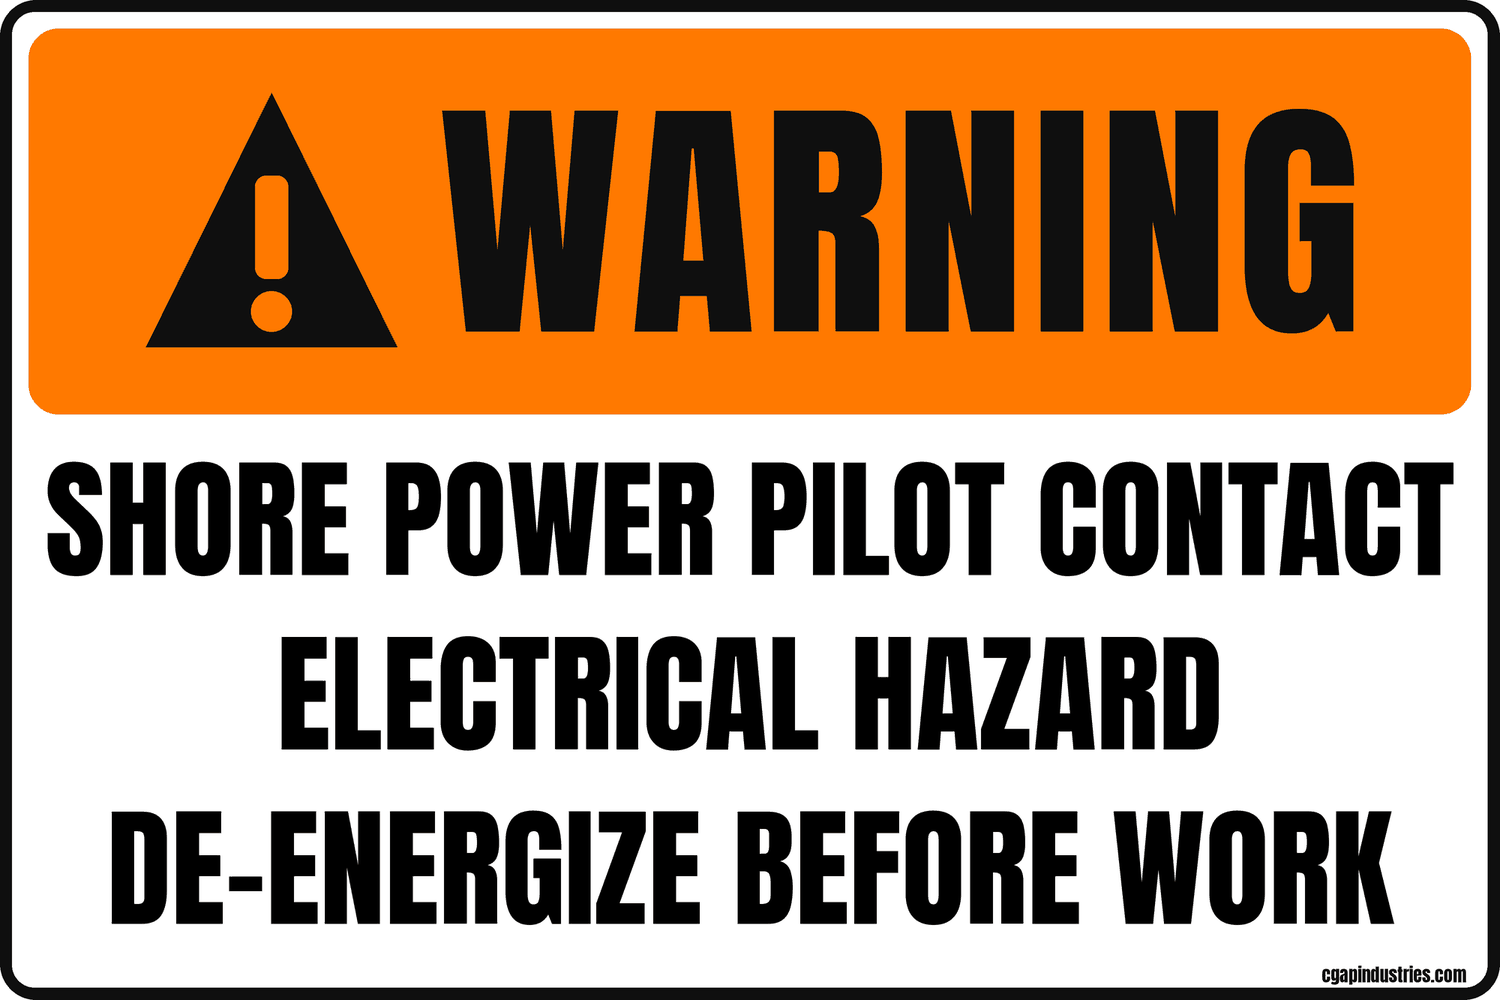 WARNING
SHORE POWER PILOT CONTACT
ELECTRICAL HAZARD
DE-ENERGIZE BEFORE WORK
cgapindustries.com